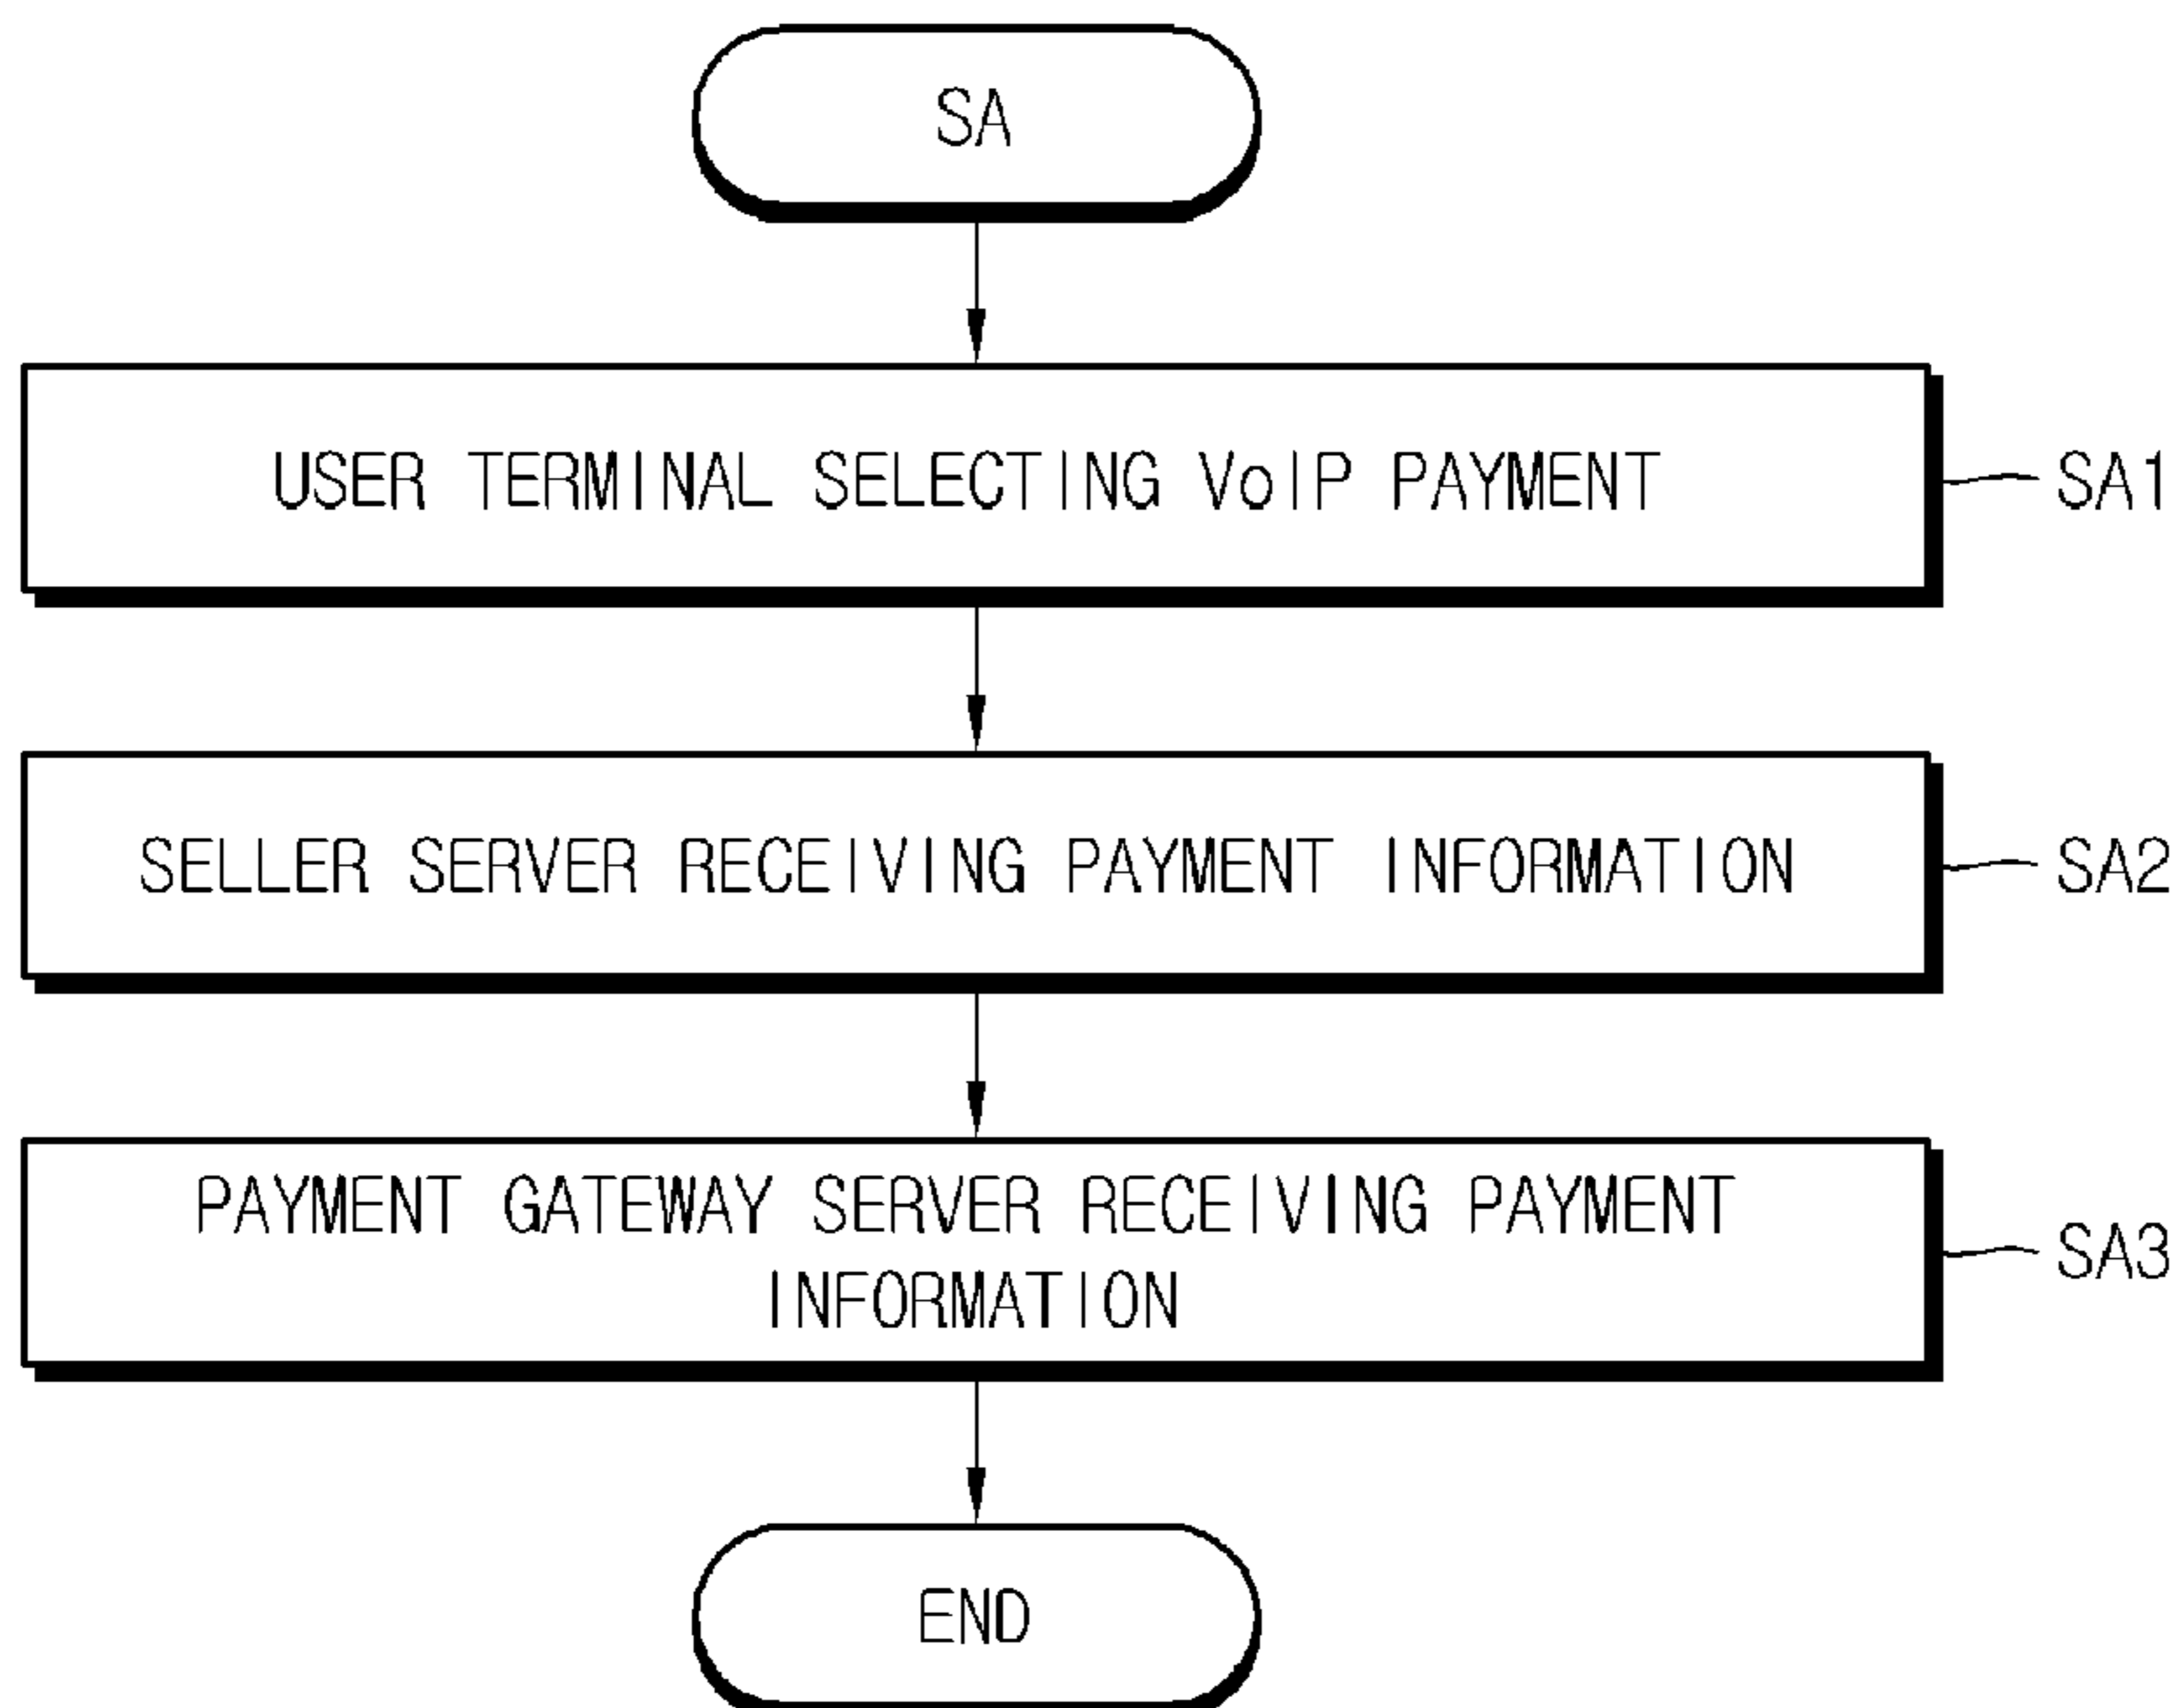 SA
USER TERMINAL SELECTING VoIP PAYMENT
SA1
SELLER SERVER RECEIVING PAYMENT INFORMATION
SA2
PAYMENT GATEWAY SERVER RECEIVING PAYMENT
INFORMATION
SA3
END